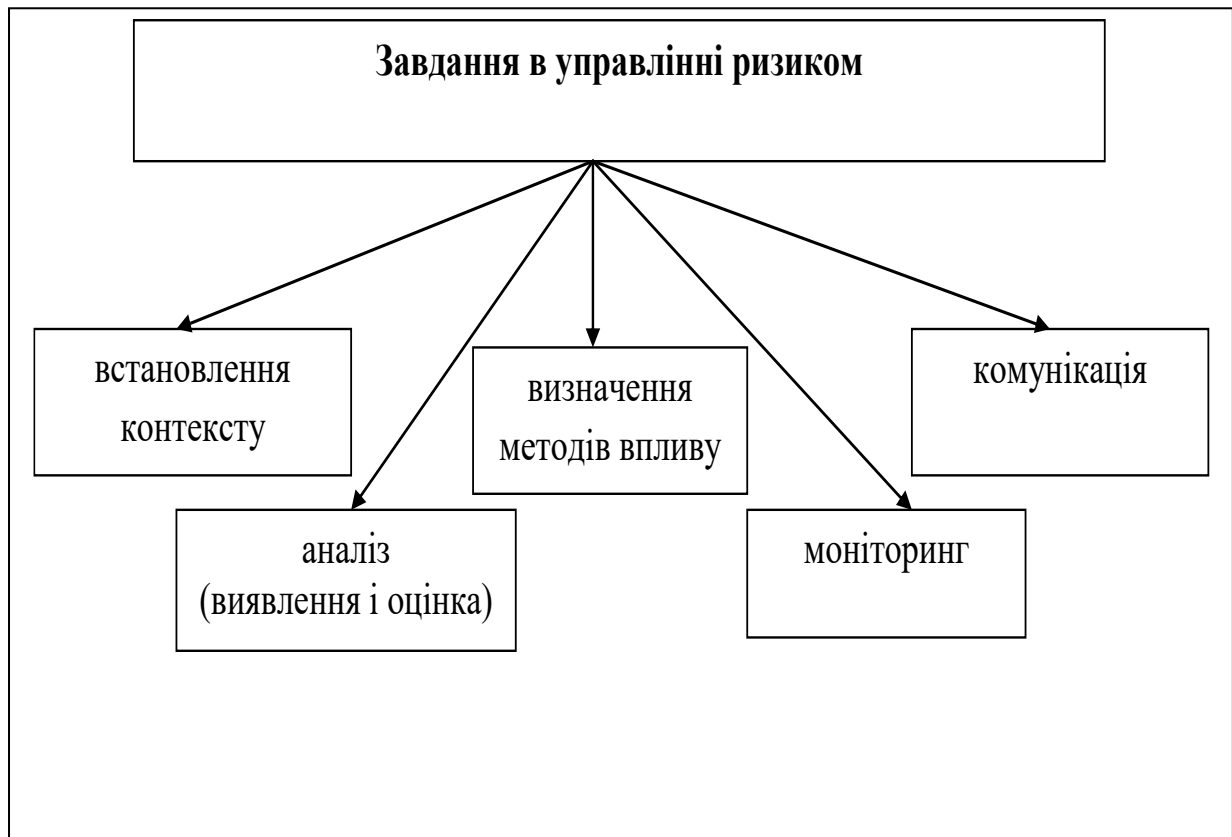 Завдання в управлінні ризиком
встановлення
контексту
аналіз
(виявлення і оцінка)
визначення
методів впливу
моніторинг
комунікація